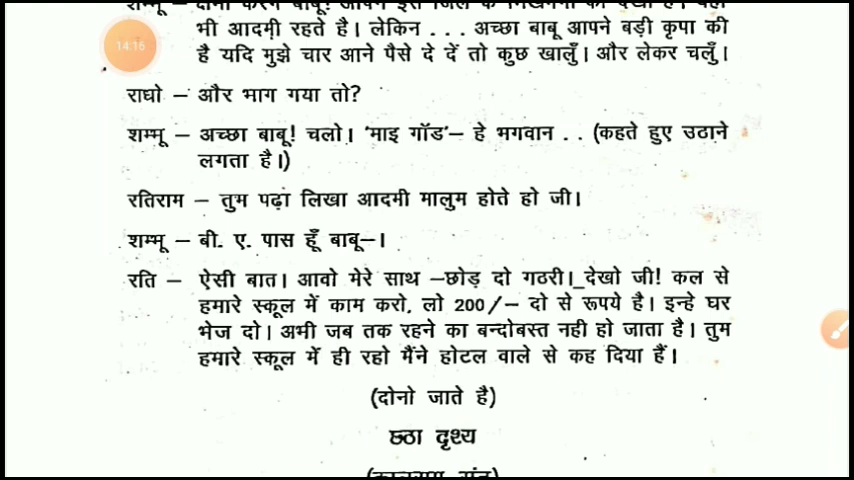 भी आदमी रहते है। लेकिन . . . अच्छा बाबू आपने बड़ी कृपा की
14:16
है यदि मुझे चार आने पैसे दे दें तो कुछ खालुँ। और लेकर चलुँ।
राघो – और भाग गया तो?
शम्मू – अच्छा बाबू! चलो। 'माइ गॉड'– हे भगवान . . (कहते हुए उठाने
लगता है।)
रतिराम – तुम पढ़ा लिखा आदमी मालुम होते हो जी।
शम्मू – बी. ए. पास हूँ बाबू–।
रति – ऐसी बात। आवो मेरे साथ –छोड़ दो गठरी। देखो जी! कल से
हमारे स्कूल में काम करो, लो 200/– दो से रूपये है। इन्हे घर
भेज दो। अभी जब तक रहने का बन्दोबस्त नही हो जाता है। तुम
हमारे स्कूल में ही रहो मैंने होटल वाले से कह दिया हैं।
(दोनो जाते है)
छठा दृश्य